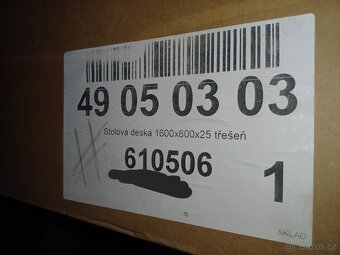 49 05 03 03
Stolová deska 1600x800x25 třešeň
610506
1
SKLAD